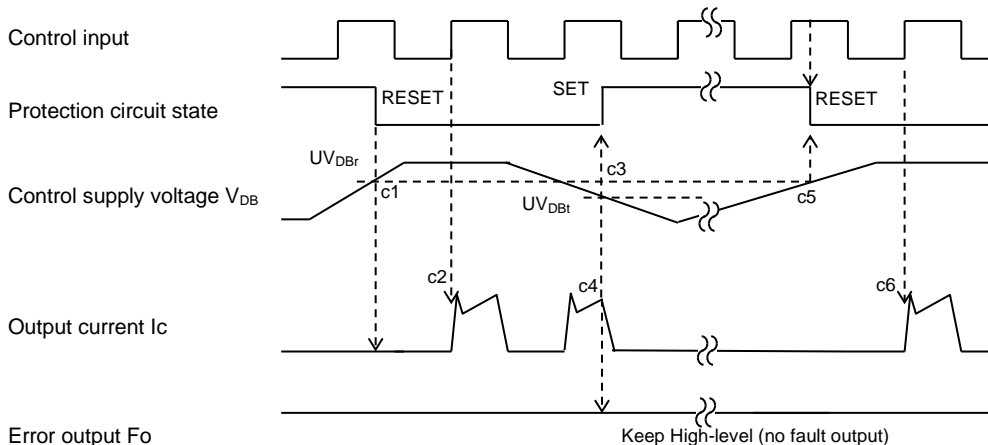 Control input
Protection circuit state
RESET
SET
RESET
UVDBr
c1
c3
c5
Control supply voltage VDB
UVDBt
c2
c4
c6
Output current Ic
Error output Fo
Keep High-level (no fault output)